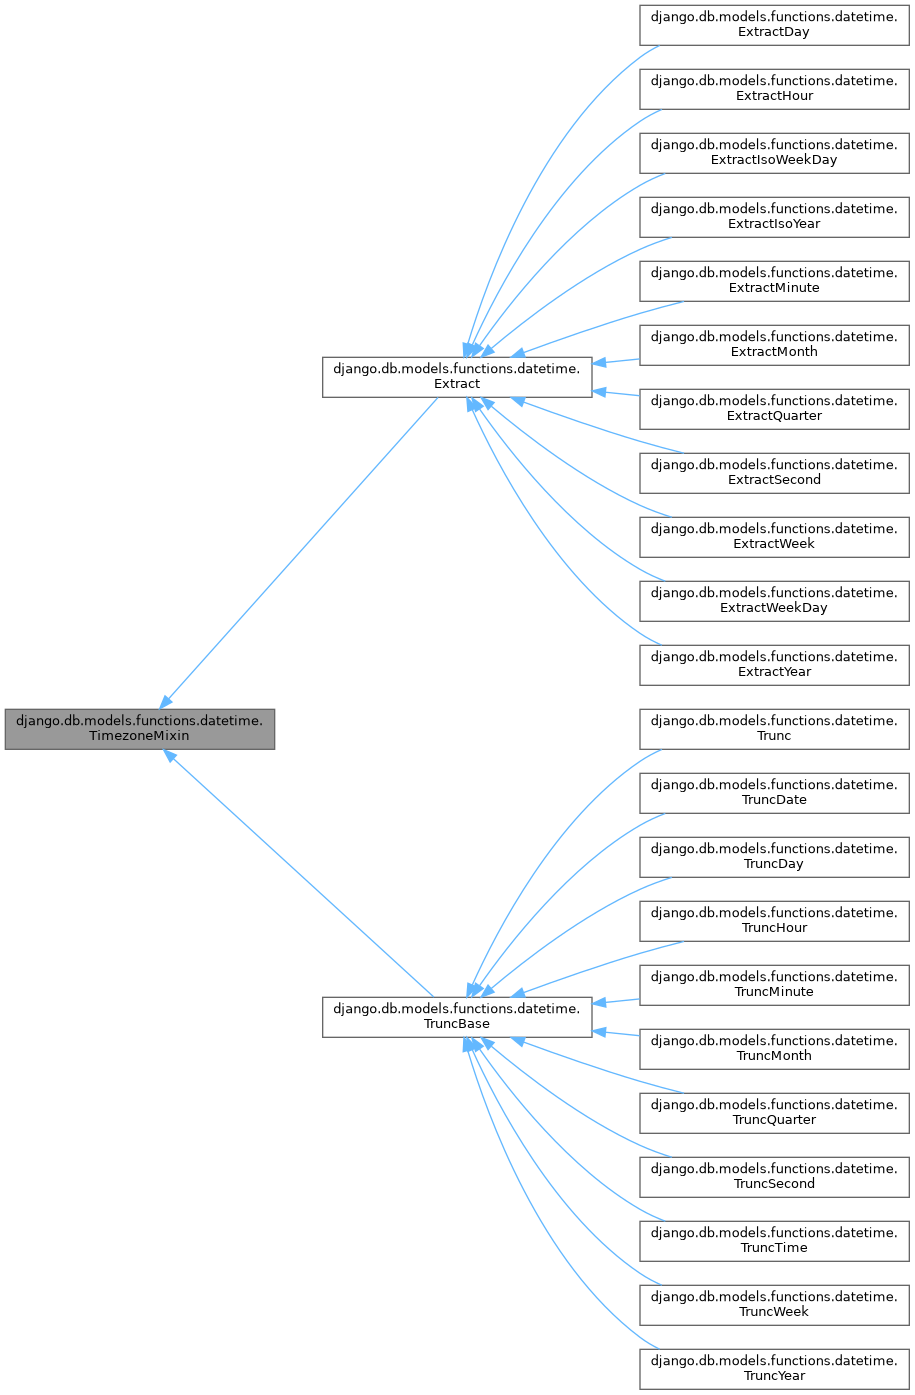 django.db.models.functions.datetime.
ExtractDay
django.db.models.functions.datetime.
ExtractHour
django.db.models.functions.datetime.
ExtractIsoWeekDay
django.db.models.functions.datetime.
ExtractIsoYear
django.db.models.functions.datetime.
ExtractMinute
django.db.models.functions.datetime.
ExtractMonth
django.db.models.functions.datetime.
Extract
django.db.models.functions.datetime.
ExtractQuarter
django.db.models.functions.datetime.
ExtractSecond
django.db.models.functions.datetime.
ExtractWeek
django.db.models.functions.datetime.
ExtractWeekDay
django.db.models.functions.datetime.
ExtractYear
django.db.models.functions.datetime.
TimezoneMixin
django.db.models.functions.datetime.
Trunc
django.db.models.functions.datetime.
TruncDate
django.db.models.functions.datetime.
TruncDay
django.db.models.functions.datetime.
TruncHour
django.db.models.functions.datetime.
TruncMinute
django.db.models.functions.datetime.
TruncBase
django.db.models.functions.datetime.
TruncMonth
django.db.models.functions.datetime.
TruncQuarter
django.db.models.functions.datetime.
TruncSecond
django.db.models.functions.datetime.
TruncTime
django.db.models.functions.datetime.
TruncWeek
django.db.models.functions.datetime.
TruncYear